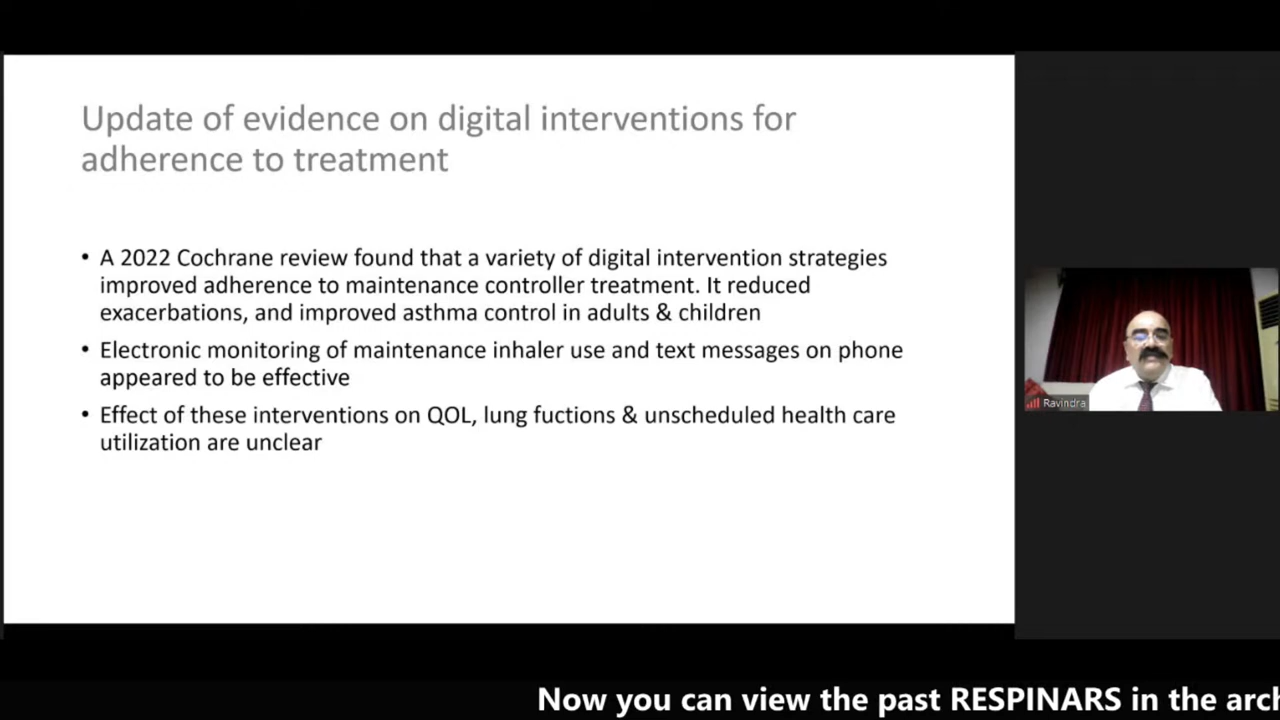 Update of evidence on digital interventions for
adherence to treatment
• A 2022 Cochrane review found that a variety of digital intervention strategies
improved adherence to maintenance controller treatment. It reduced
exacerbations, and improved asthma control in adults & children
• Electronic monitoring of maintenance inhaler use and text messages on phone
appeared to be effective
• Effect of these interventions on QOL, lung fuctions & unscheduled health care
utilization are unclear
Ravindra
Now you can view the past RESPINARS in the arch